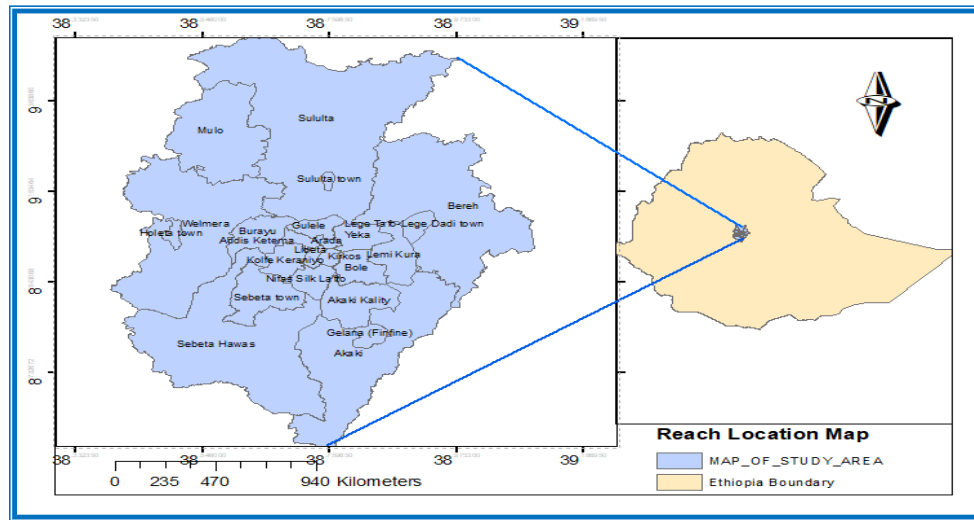 38 38 38 38 39
9
9
8
8
Mulo
Sululta
Sululta town
Bereh
Welmera
Holeta town
Burayu
Gulele
Lege Tafo-Lege Dadi town
Addis Ketema
Arada
Yeka
Lideta
Kolfe Keraniyo
Kirkos
Lemi Kura
Bole
Nifas Silk Lafto
Sebeta town
Akaki Kality
Gelana (Finfine)
Sebeta Hawas
Akaki
38 38 38 38 39
0 235 470 940 Kilometers
N
Reach Location Map
MAP_OF_STUDY_AREA
Ethiopia Boundary